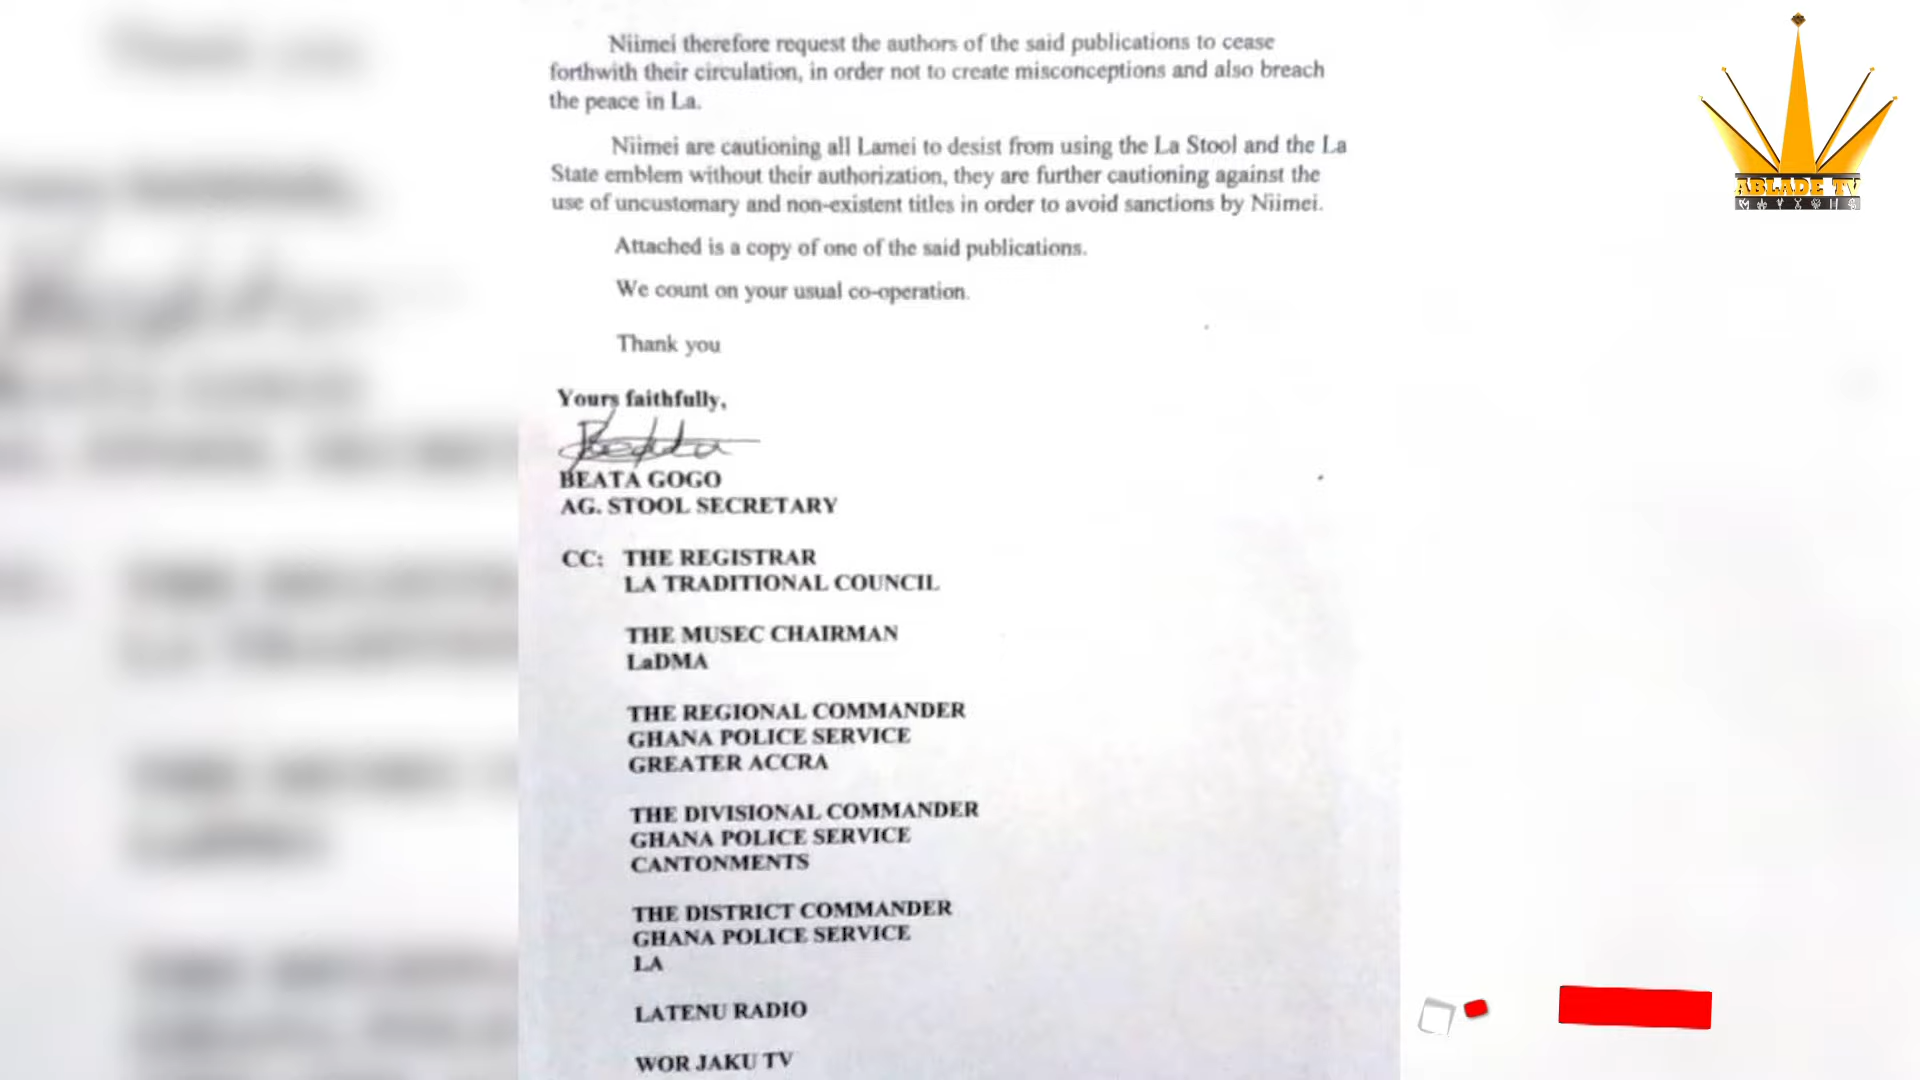 Niimei therefore request the authors of the said publications to cease
forthwith their circulation, in order not to create misconceptions and also breach
the peace in La.
Niimei are cautioning all Lamei to desist from using the La Stool and the La
State emblem without their authorization, they are further cautioning against the
use of uncustomary and non-existent titles in order to avoid sanctions by Niimei.
Attached is a copy of one of the said publications.
We count on your usual co-operation.
Thank you
Yours faithfully,
BEATA GOGO
AG. STOOL SECRETARY
CC: THE REGISTRAR
LA TRADITIONAL COUNCIL
THE MUSEC CHAIRMAN
LaDMA
THE REGIONAL COMMANDER
GHANA POLICE SERVICE
GREATER ACCRA
THE DIVISIONAL COMMANDER
GHANA POLICE SERVICE
CANTONMENTS
THE DISTRICT COMMANDER
GHANA POLICE SERVICE
LA
LATENU RADIO
WOR JAKU TV
ABLADE TV